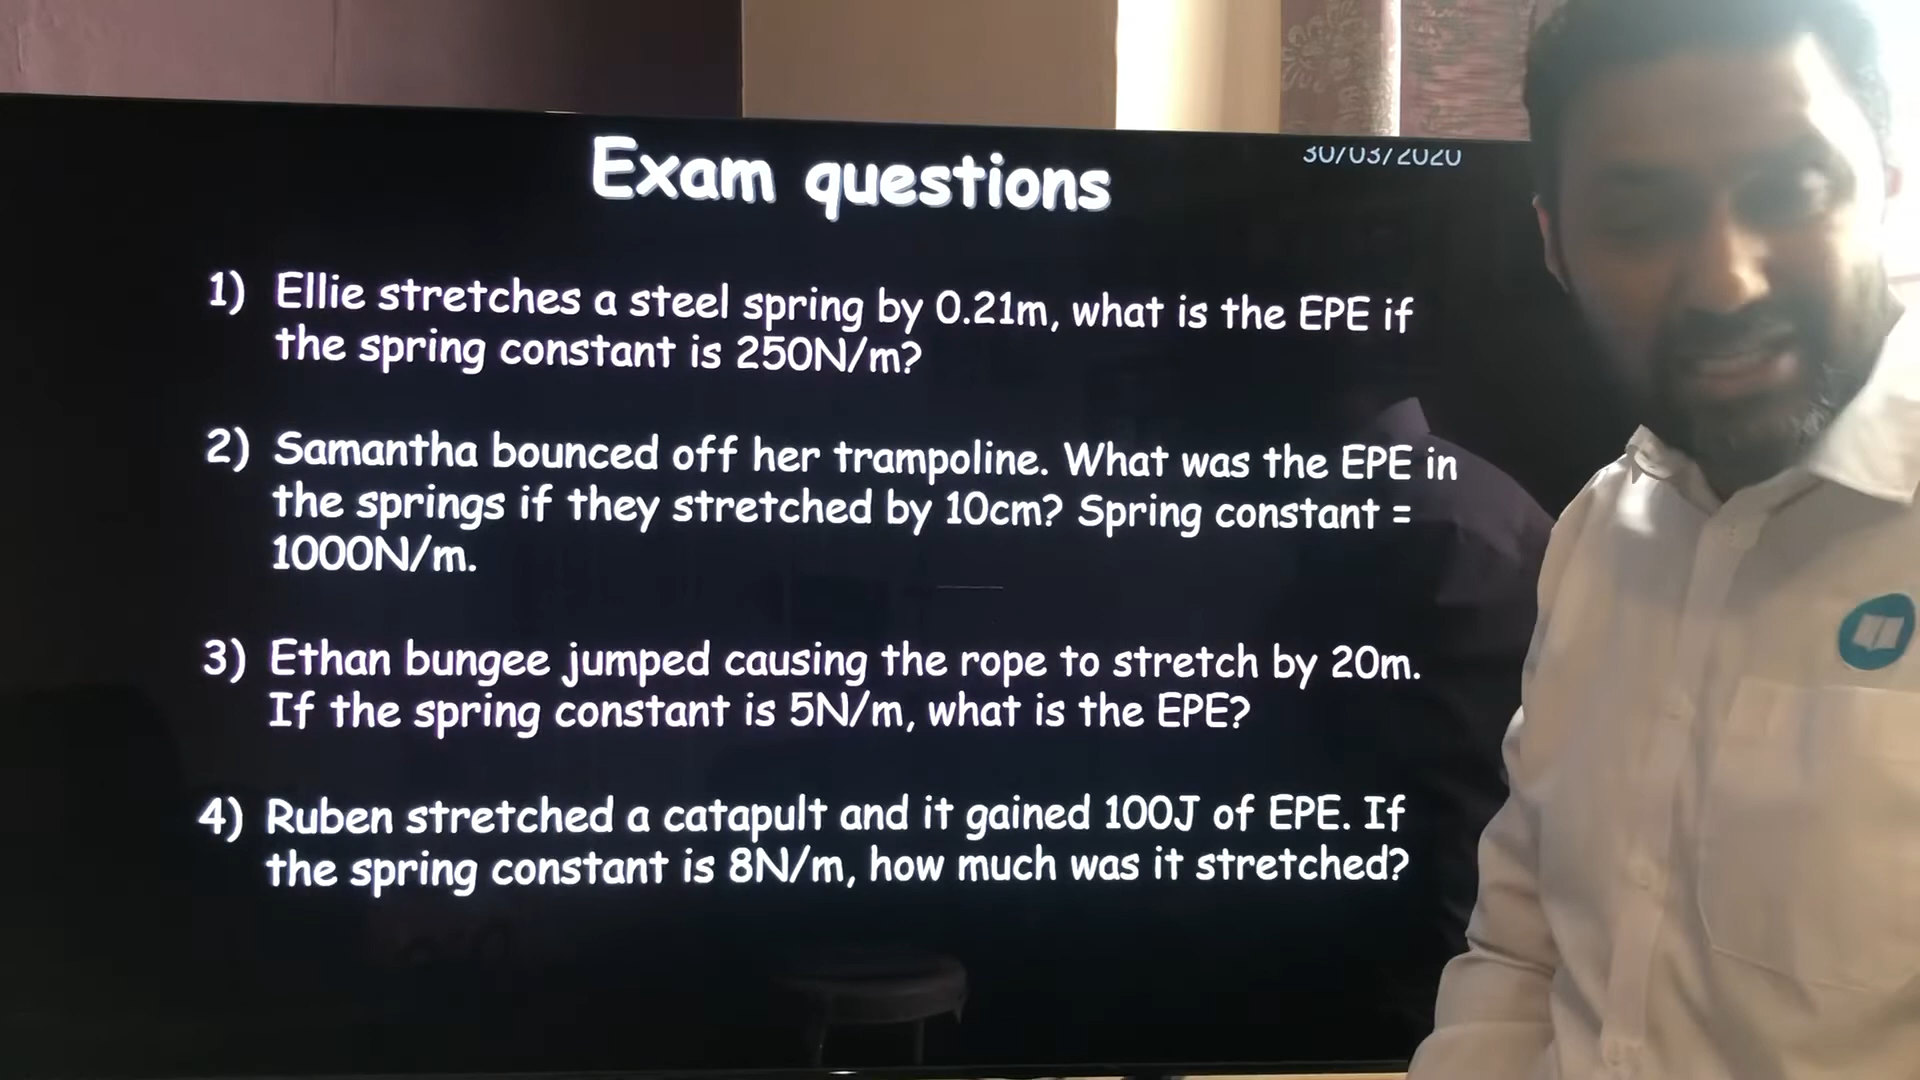 Exam questions
30/03/2020
1) Ellie stretches a steel spring by 0.21m, what is the EPE if
the spring constant is 250N/m?
2) Samantha bounced off her trampoline. What was the EPE in
the springs if they stretched by 10cm? Spring constant =
1000N/m.
3) Ethan bungee jumped causing the rope to stretch by 20m.
If the spring constant is 5N/m, what is the EPE?
4) Ruben stretched a catapult and it gained 100J of EPE. If
the spring constant is 8N/m, how much was it stretched?